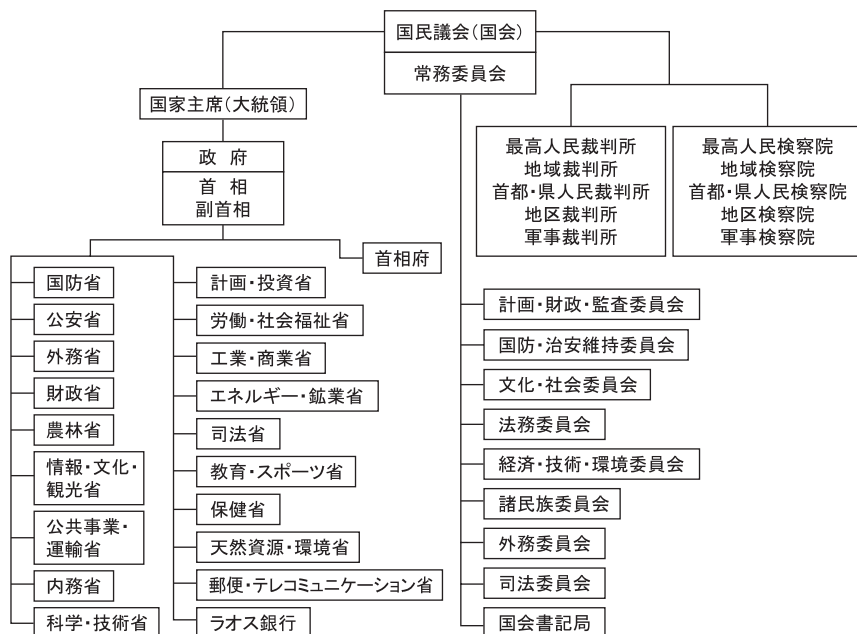 国民議会(国会)
常務委員会
国家主席(大統領)
政 府
首 相
副首相
首相府
国防省
公安省
外務省
財政省
農林省
情報・文化・
観光省
公共事業・
運輸省
内務省
科学・技術省
計画・投資省
労働・社会福祉省
工業・商業省
エネルギー・鉱業省
司法省
教育・スポーツ省
保健省
天然資源・環境省
郵便・テレコミュニケーション省
ラオス銀行
最高人民裁判所
地域裁判所
首都・県人民裁判所
地区裁判所
軍事裁判所
最高人民検察院
地域検察院
首都・県人民検察院
地区検察院
軍事検察院
計画・財政・監査委員会
国防・治安維持委員会
文化・社会委員会
法務委員会
経済・技術・環境委員会
諸民族委員会
外務委員会
司法委員会
国会書記局